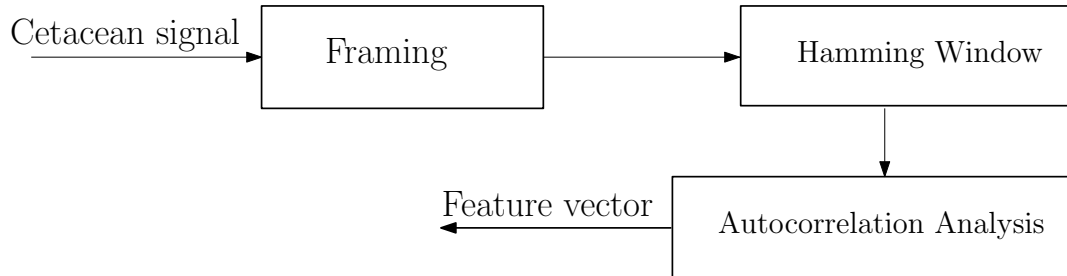 Cetacean signal
Framing
Hamming Window
Feature vector
Autocorrelation Analysis